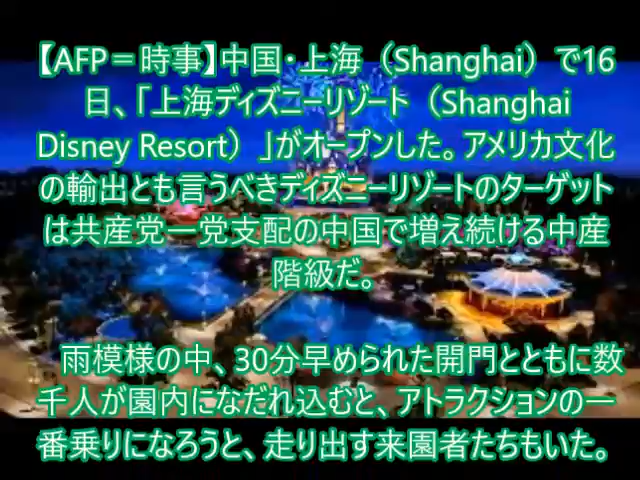 【AFP＝時事】中国・上海（Shanghai）で16
日、「上海ディズニーリゾート（Shanghai
Disney Resort）」がオープンした。アメリカ文化
の輸出とも言うべきディズニーリゾートのターゲット
は共産党一党支配の中国で増え続ける中産
階級だ。
雨模様の中、30分早められた開門とともに数
千人が園内になだれ込むと、アトラクションの一
番乗りになろうと、走り出す来園者たちもいた。